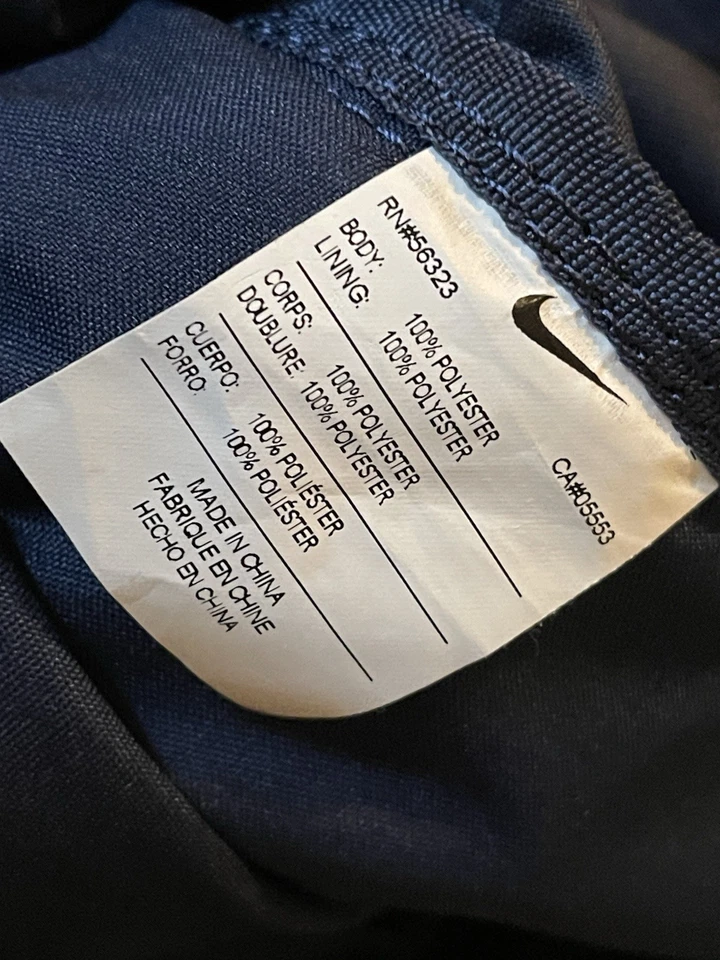 RN#56323
CA#05553
BODY: 100% POLYESTER
LINING: 100% POLYESTER
CORPS: 100% POLYESTER
DOUBLURE: 100% POLYESTER
CUERPO: 100% POLIÉSTER
FORRO: 100% POLIÉSTER
MADE IN CHINA
FABRIQUE EN CHINE
HECHO EN CHINA